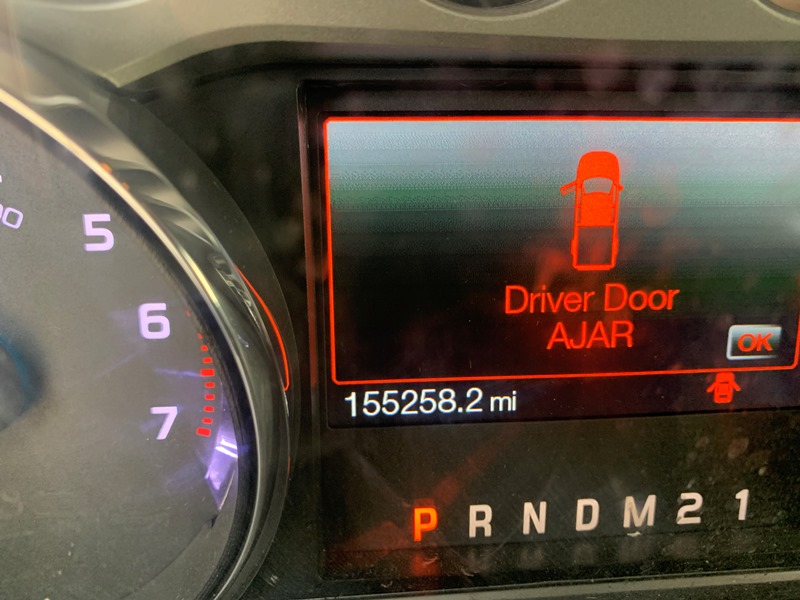 5
6
7
Driver Door
AJAR
OK
155258.2 mi
P R N D M 2 1